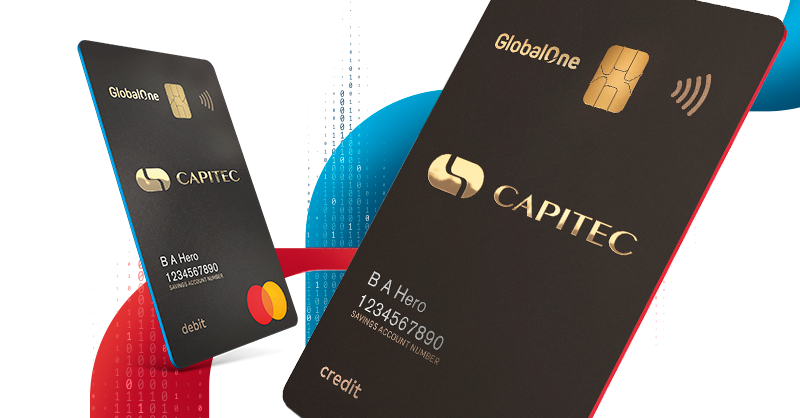 GlobalOne
CAPITEC
B A Hero
1234567890
SAVINGS ACCOUNT NUMBER
debit
GlobalOne
CAPITEC
B A Hero
1234567890
SAVINGS ACCOUNT NUMBER
credit